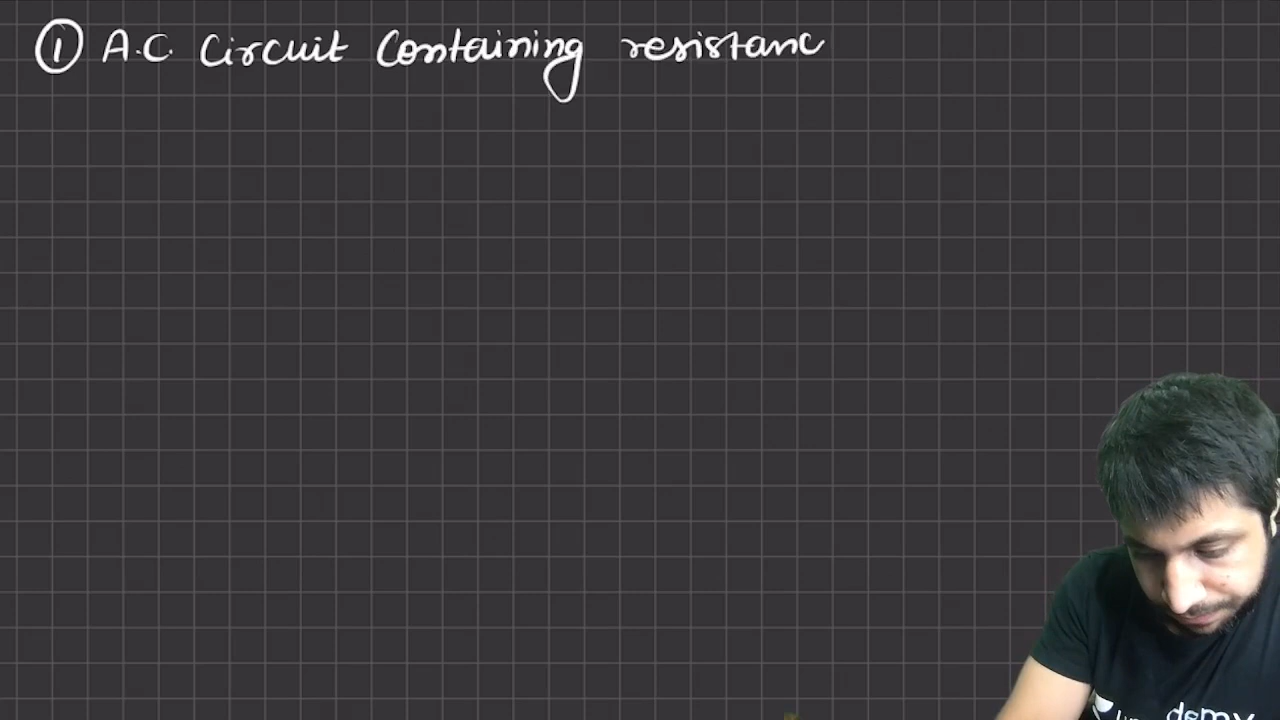 ① A.C. Circuit Containing resistanc